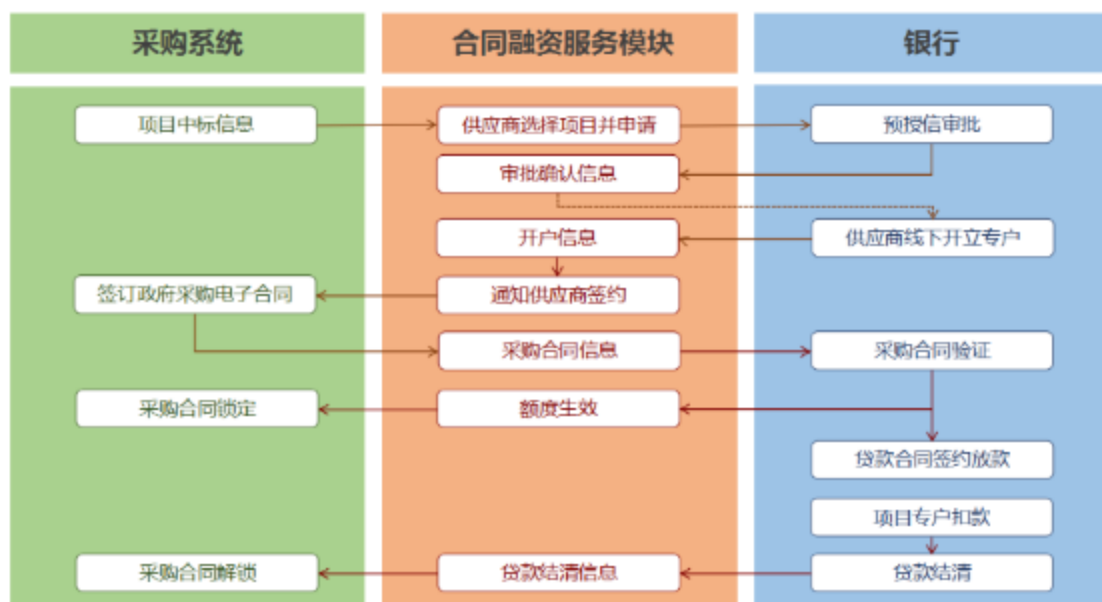 采购系统 合同融资服务模块 银行
项目中标信息 供应商选择项目并申请 预授信审批
审批确认信息
开户信息 供应商线下开立专户
签订政府采购电子合同 通知供应商签约
采购合同信息 采购合同验证
采购合同锁定 额度生效
贷款合同签约放款
项目专户扣款
采购合同解锁 贷款结清信息 贷款结清